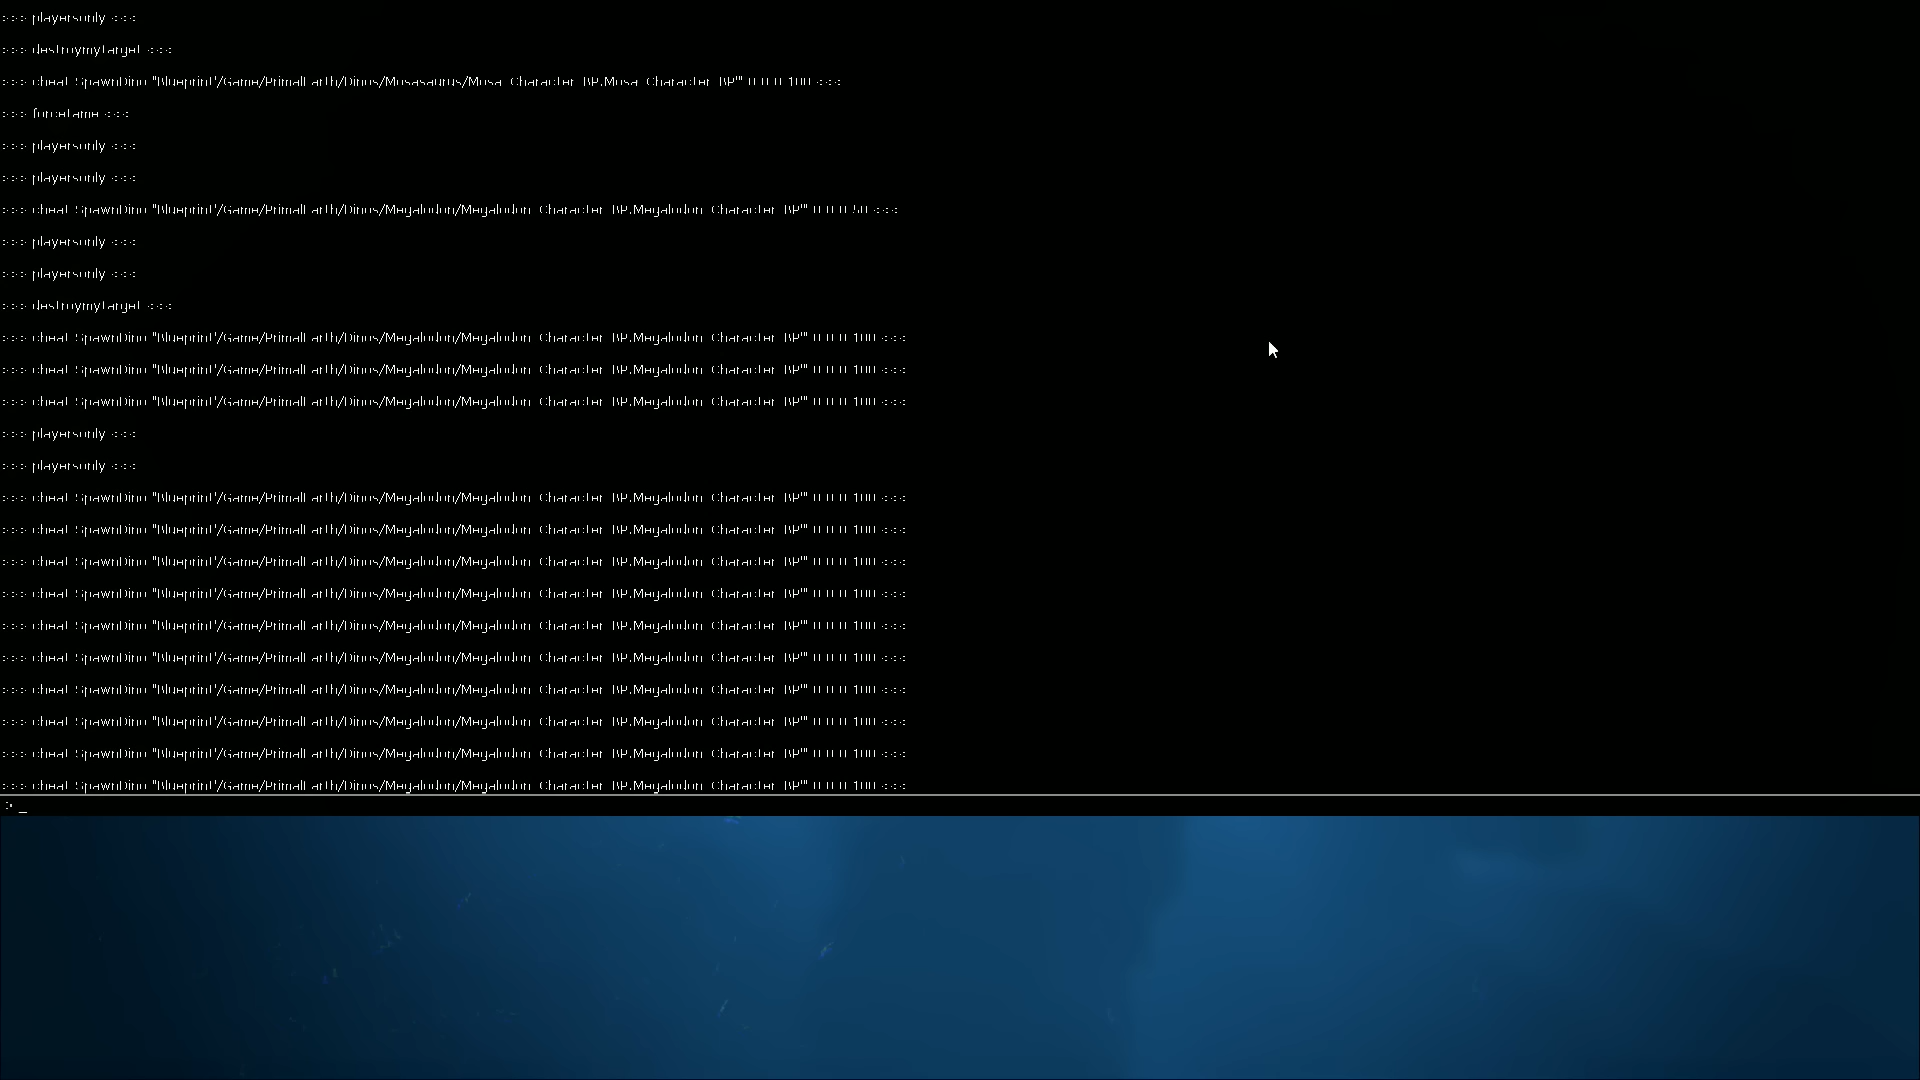 >>> playersonly <<<
>>> destroymytarget <<<
>>> cheat SpawnDino "Blueprint'/Game/PrimalEarth/Dinos/Mosasaurus/Mosa_Character_BP.Mosa_Character_BP'" 0 0 0 100 <<<
>>> forcetame <<<
>>> playersonly <<<
>>> playersonly <<<
>>> cheat SpawnDino "Blueprint'/Game/PrimalEarth/Dinos/Megalodon/Megalodon_Character_BP.Megalodon_Character_BP'" 0 0 0 50 <<<
>>> playersonly <<<
>>> playersonly <<<
>>> destroymytarget <<<
>>> cheat SpawnDino "Blueprint'/Game/PrimalEarth/Dinos/Megalodon/Megalodon_Character_BP.Megalodon_Character_BP'" 0 0 0 100 <<<
>>> cheat SpawnDino "Blueprint'/Game/PrimalEarth/Dinos/Megalodon/Megalodon_Character_BP.Megalodon_Character_BP'" 0 0 0 100 <<<
>>> cheat SpawnDino "Blueprint'/Game/PrimalEarth/Dinos/Megalodon/Megalodon_Character_BP.Megalodon_Character_BP'" 0 0 0 100 <<<
>>> playersonly <<<
>>> playersonly <<<
>>> cheat SpawnDino "Blueprint'/Game/PrimalEarth/Dinos/Megalodon/Megalodon_Character_BP.Megalodon_Character_BP'" 0 0 0 100 <<<
>>> cheat SpawnDino "Blueprint'/Game/PrimalEarth/Dinos/Megalodon/Megalodon_Character_BP.Megalodon_Character_BP'" 0 0 0 100 <<<
>>> cheat SpawnDino "Blueprint'/Game/PrimalEarth/Dinos/Megalodon/Megalodon_Character_BP.Megalodon_Character_BP'" 0 0 0 100 <<<
>>> cheat SpawnDino "Blueprint'/Game/PrimalEarth/Dinos/Megalodon/Megalodon_Character_BP.Megalodon_Character_BP'" 0 0 0 100 <<<
>>> cheat SpawnDino "Blueprint'/Game/PrimalEarth/Dinos/Megalodon/Megalodon_Character_BP.Megalodon_Character_BP'" 0 0 0 100 <<<
>>> cheat SpawnDino "Blueprint'/Game/PrimalEarth/Dinos/Megalodon/Megalodon_Character_BP.Megalodon_Character_BP'" 0 0 0 100 <<<
>>> cheat SpawnDino "Blueprint'/Game/PrimalEarth/Dinos/Megalodon/Megalodon_Character_BP.Megalodon_Character_BP'" 0 0 0 100 <<<
>>> cheat SpawnDino "Blueprint'/Game/PrimalEarth/Dinos/Megalodon/Megalodon_Character_BP.Megalodon_Character_BP'" 0 0 0 100 <<<
>>> cheat SpawnDino "Blueprint'/Game/PrimalEarth/Dinos/Megalodon/Megalodon_Character_BP.Megalodon_Character_BP'" 0 0 0 100 <<<
>>> cheat SpawnDino "Blueprint'/Game/PrimalEarth/Dinos/Megalodon/Megalodon_Character_BP.Megalodon_Character_BP'" 0 0 0 100 <<<
> _